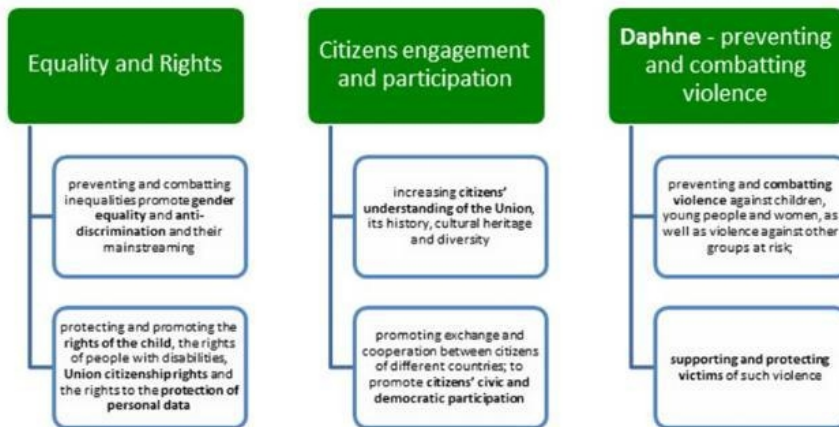 Equality and Rights
preventing and combatting
inequalities promote gender
equality and anti-
discrimination and their
mainstreaming
protecting and promoting the
rights of the child, the rights
of people with disabilities,
Union citizenship rights and
the rights to the protection of
personal data
Citizens engagement
and participation
increasing citizens'
understanding of the Union,
its history, cultural heritage
and diversity
promoting exchange and
cooperation between citizens
of different countries; to
promote citizens' civic and
democratic participation
Daphne - preventing
and combatting
violence
preventing and combatting
violence against children,
young people and women, as
well as violence against other
groups at risk;
supporting and protecting
victims of such violence